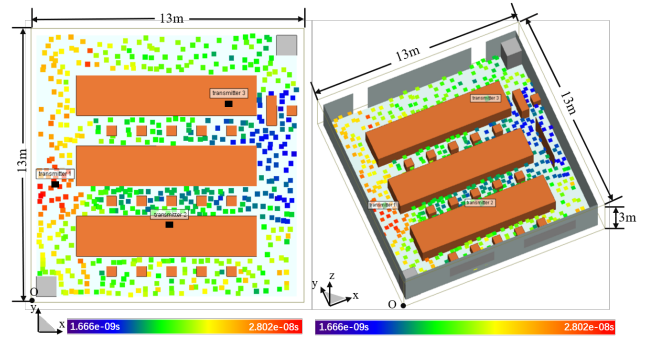 13m
13m
transmitter 3
transmitter 1
transmitter 2
O
y
x
1.666e-09s
2.802e-08s
13m
13m
3m
transmitter 3
transmitter 1
transmitter 2
z
y
x
O
1.666e-09s
2.802e-08s